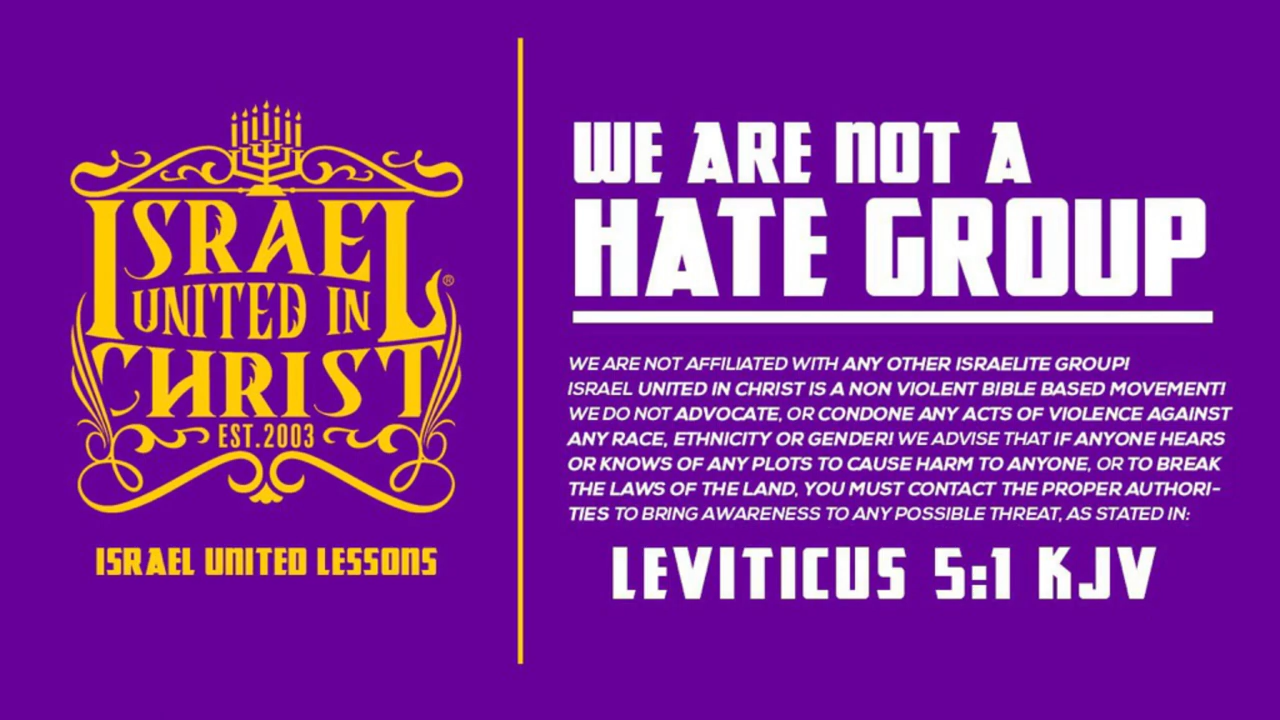 ISRAEL
UNITED IN
CHRIST
®
EST.2003
ISRAEL UNITED LESSONS
WE ARE NOT A
HATE GROUP
WE ARE NOT AFFILIATED WITH ANY OTHER ISRAELITE GROUP!
ISRAEL UNITED IN CHRIST IS A NON VIOLENT BIBLE BASED MOVEMENT!
WE DO NOT ADVOCATE, OR CONDONE ANY ACTS OF VIOLENCE AGAINST
ANY RACE, ETHNICITY OR GENDER! WE ADVISE THAT IF ANYONE HEARS
OR KNOWS OF ANY PLOTS TO CAUSE HARM TO ANYONE, OR TO BREAK
THE LAWS OF THE LAND, YOU MUST CONTACT THE PROPER AUTHORI-
TIES TO BRING AWARENESS TO ANY POSSIBLE THREAT, AS STATED IN:
LEVITICUS 5:1 KJV